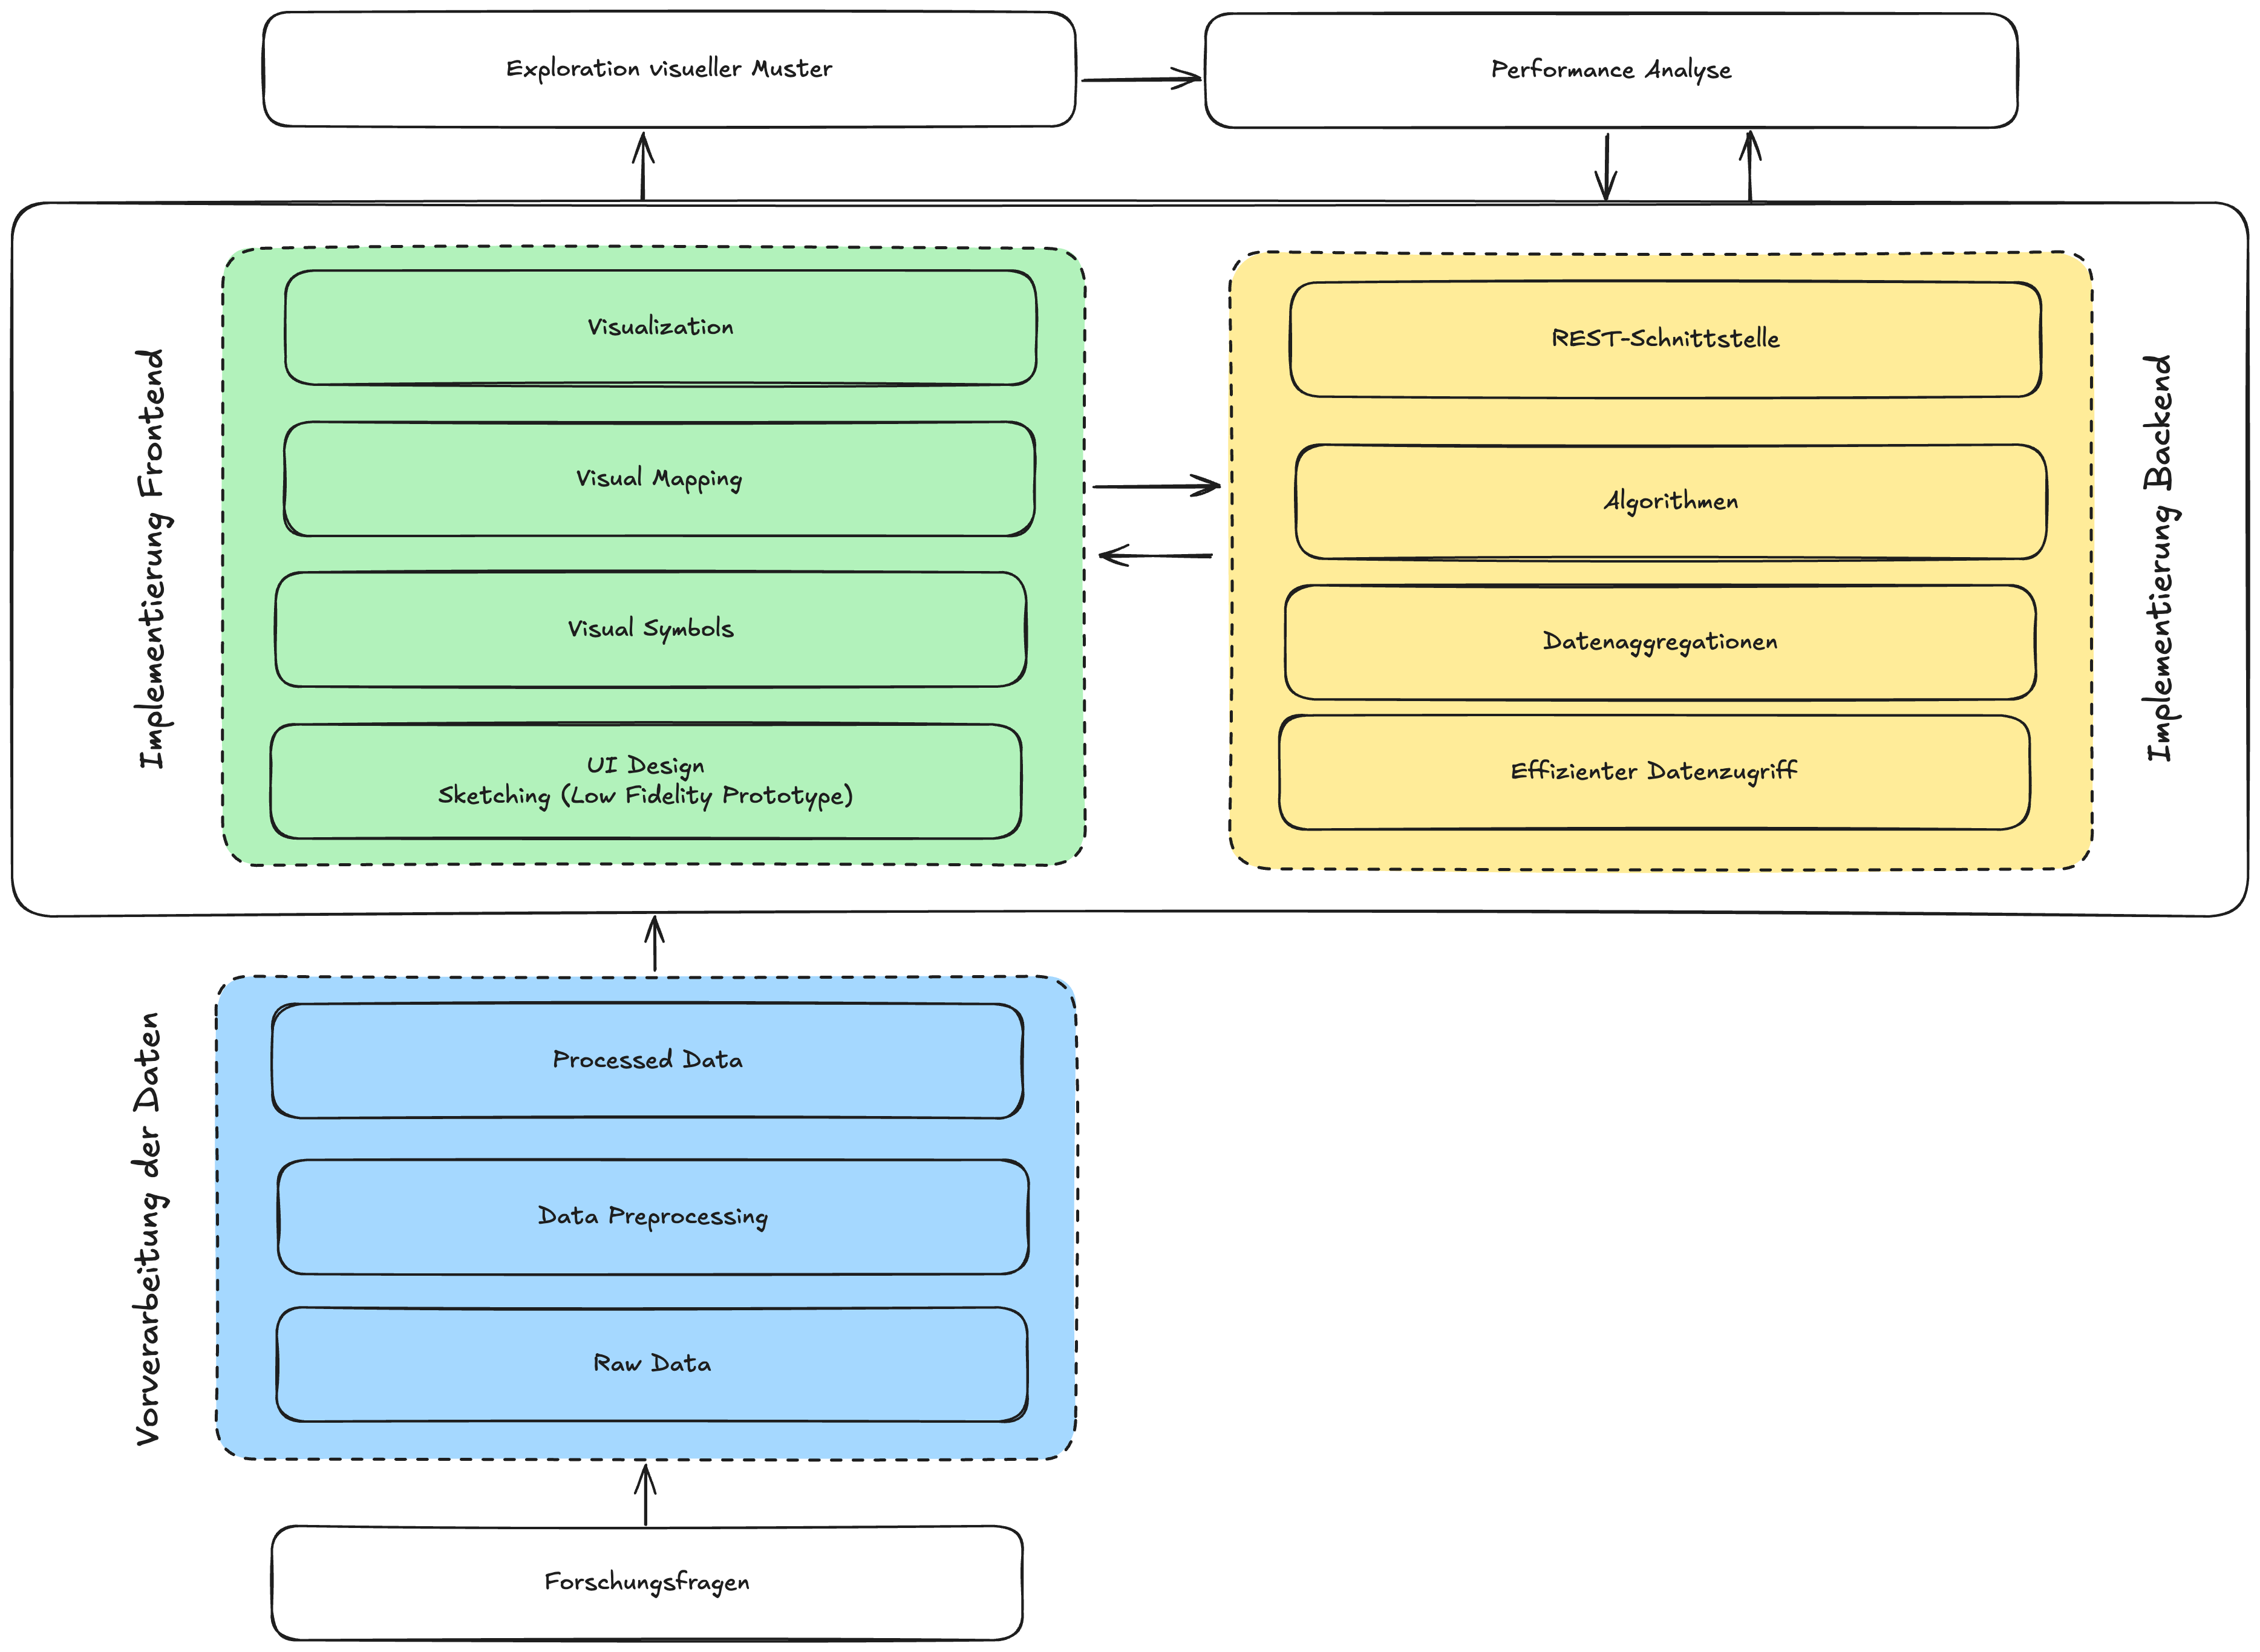 Exploration visueller Muster
Performance Analyse
Implementierung Frontend
Visualization
Visual Mapping
Visual Symbols
UI Design
Sketching (Low Fidelity Prototype)
REST-Schnittstelle
Algorithmen
Datenaggregationen
Effizienter Datenzugriff
Implementierung Backend
Vorverarbeitung der Daten
Processed Data
Data Preprocessing
Raw Data
Forschungsfragen